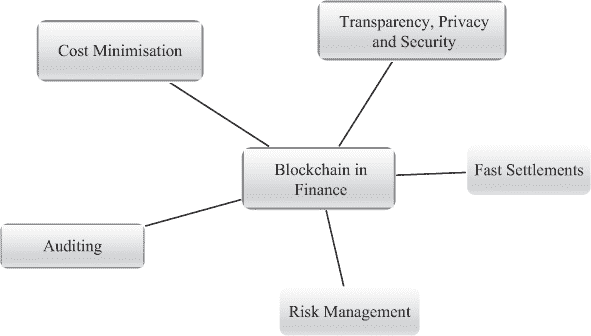 Cost Minimisation
Transparency, Privacy
and Security
Blockchain in
Finance
Fast Settlements
Auditing
Risk Management